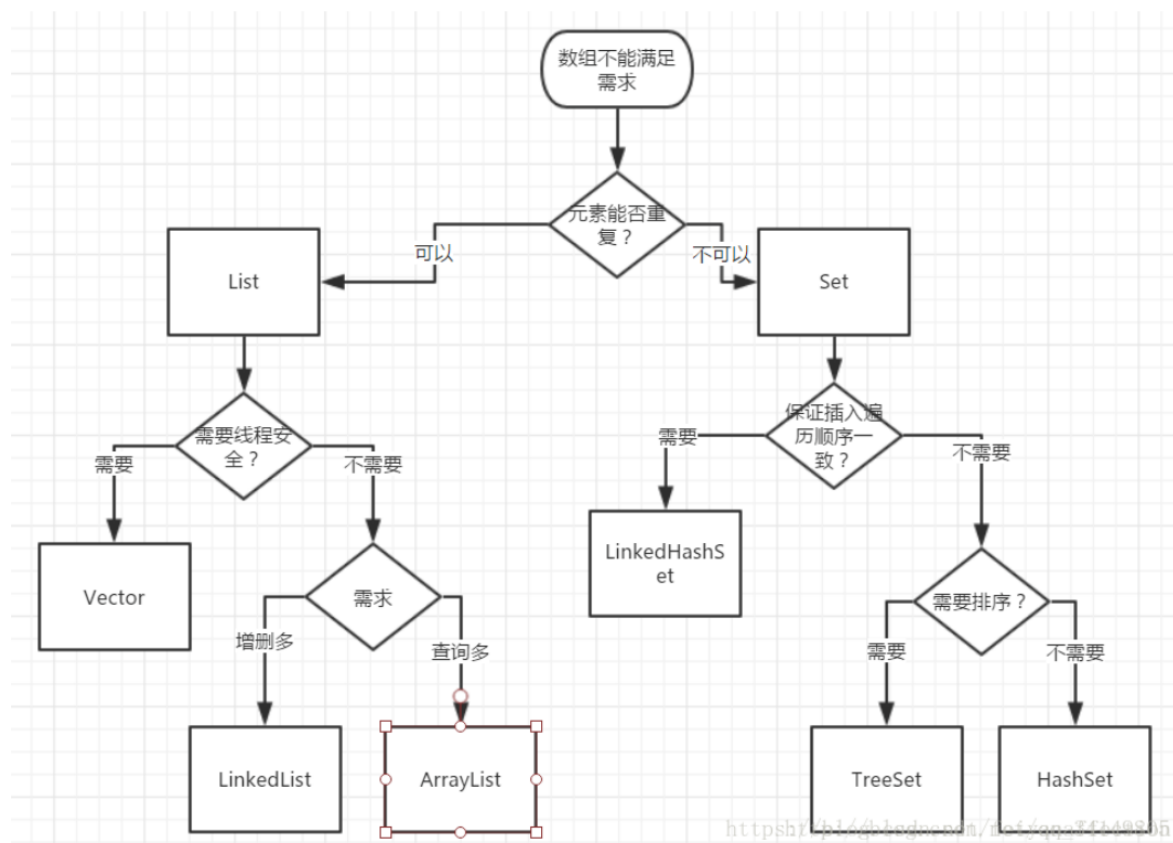 数组不能满足
需求
元素能否重
复？
可以
不可以
List
Set
需要线程安
全？
保证插入遍
历顺序一
致？
需要
不需要
需要
不需要
LinkedHashS
et
Vector
需求
需要排序？
增删多
查询多
需要
不需要
LinkedList
ArrayList
TreeSet
HashSet